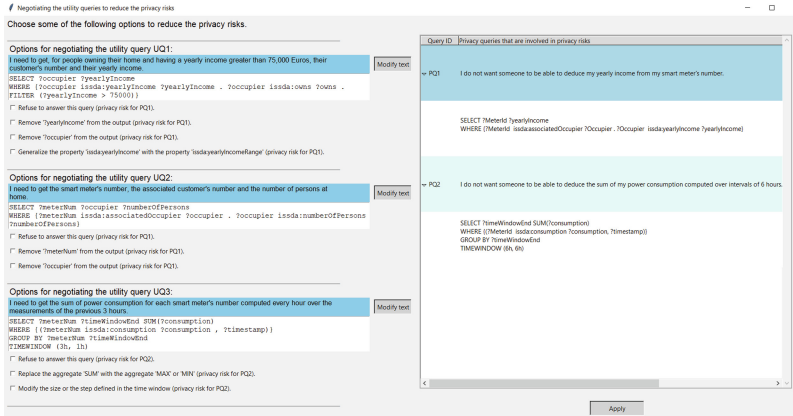 Negotiating the utility queries to reduce the privacy risks
Choose some of the following options to reduce the privacy risks.
Options for negotiating the utility query UQ1:
I need to get, for people owning their home and having a yearly income greater than 75,000 Euros, their
customer's number and their yearly income.
Modify text
SELECT ?occupier ?yearlyIncome
WHERE {?occupier issda:yearlyIncome ?yearlyIncome . ?occupier issda:owns ?owns .
FILTER (?yearlyIncome > 75000)}
Refuse to answer this query (privacy risk for PQ1).
Remove '?yearlyIncome' from the output (privacy risk for PQ1).
Remove '?occupier' from the output (privacy risk for PQ1).
Generalize the property 'issda:yearlyIncome' with the property 'issda:yearlyIncomeRange' (privacy risk for PQ1).
Options for negotiating the utility query UQ2:
I need to get the smart meter's number, the associated customer's number and the number of persons at
home.
Modify text
SELECT ?meterNum ?occupier ?numberOfPersons
WHERE {?meterNum issda:associatedOccupier ?occupier . ?occupier issda:numberOfPersons
?numberOfPersons}
Refuse to answer this query (privacy risk for PQ1).
Remove '?meterNum' from the output (privacy risk for PQ1).
Remove '?occupier' from the output (privacy risk for PQ1).
Options for negotiating the utility query UQ3:
I need to get the sum of power consumption for each smart meter's number computed every hour over the
measurements of the previous 3 hours.
Modify text
SELECT ?meterNum ?timeWindowEnd SUM(?consumption)
WHERE {(?meterNum issda:consumption ?consumption , ?timestamp)}
GROUP BY ?meterNum ?timeWindowEnd
TIMEWINDOW (3h, 1h)
Refuse to answer this query (privacy risk for PQ2).
Replace the aggregate 'SUM' with the aggregate 'MAX' or 'MIN' (privacy risk for PQ2).
Modify the size or the step defined in the time window (privacy risk for PQ2).
Query ID Privacy queries that are involved in privacy risks
PQ1 I do not want someone to be able to deduce my yearly income from my smart meter's number.
SELECT ?MeterId ?yearlyIncome
WHERE {?MeterId issda:associatedOccupier ?Occupier . ?Occupier issda:yearlyIncome ?yearlyIncome}
PQ2 I do not want someone to be able to deduce the sum of my power consumption computed over intervals of 6 hours.
SELECT ?timeWindowEnd SUM(?consumption)
WHERE {(?MeterId issda:consumption ?consumption, ?timestamp)}
GROUP BY ?timeWindowEnd
TIMEWINDOW (6h, 6h)
Apply